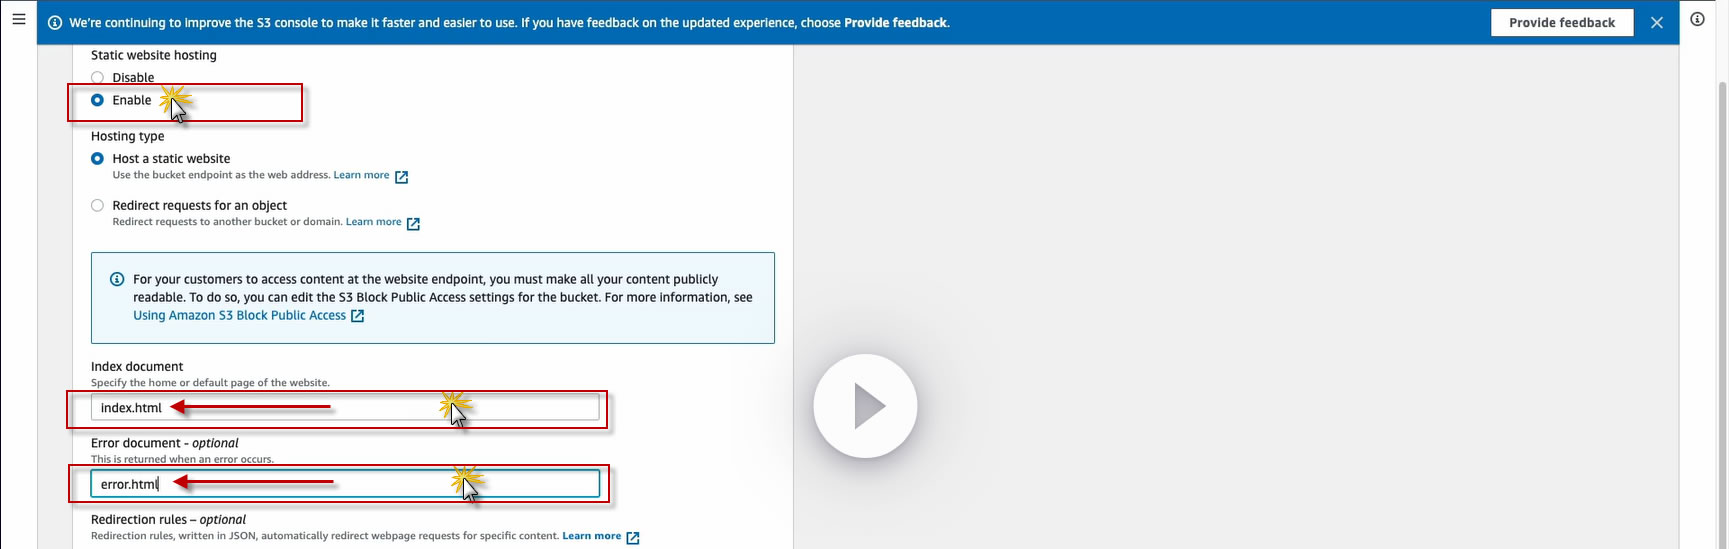 We're continuing to improve the S3 console to make it faster and easier to use. If you have feedback on the updated experience, choose Provide feedback.
Provide feedback
Static website hosting
Disable
Enable
Hosting type
Host a static website
Use the bucket endpoint as the web address. Learn more
Redirect requests for an object
Redirect requests to another bucket or domain. Learn more
For your customers to access content at the website endpoint, you must make all your content publicly
readable. To do so, you can edit the S3 Block Public Access settings for the bucket. For more information, see
Using Amazon S3 Block Public Access
Index document
Specify the home or default page of the website.
index.html
Error document - optional
This is returned when an error occurs.
error.html
Redirection rules – optional
Redirection rules, written in JSON, automatically redirect webpage requests for specific content. Learn more